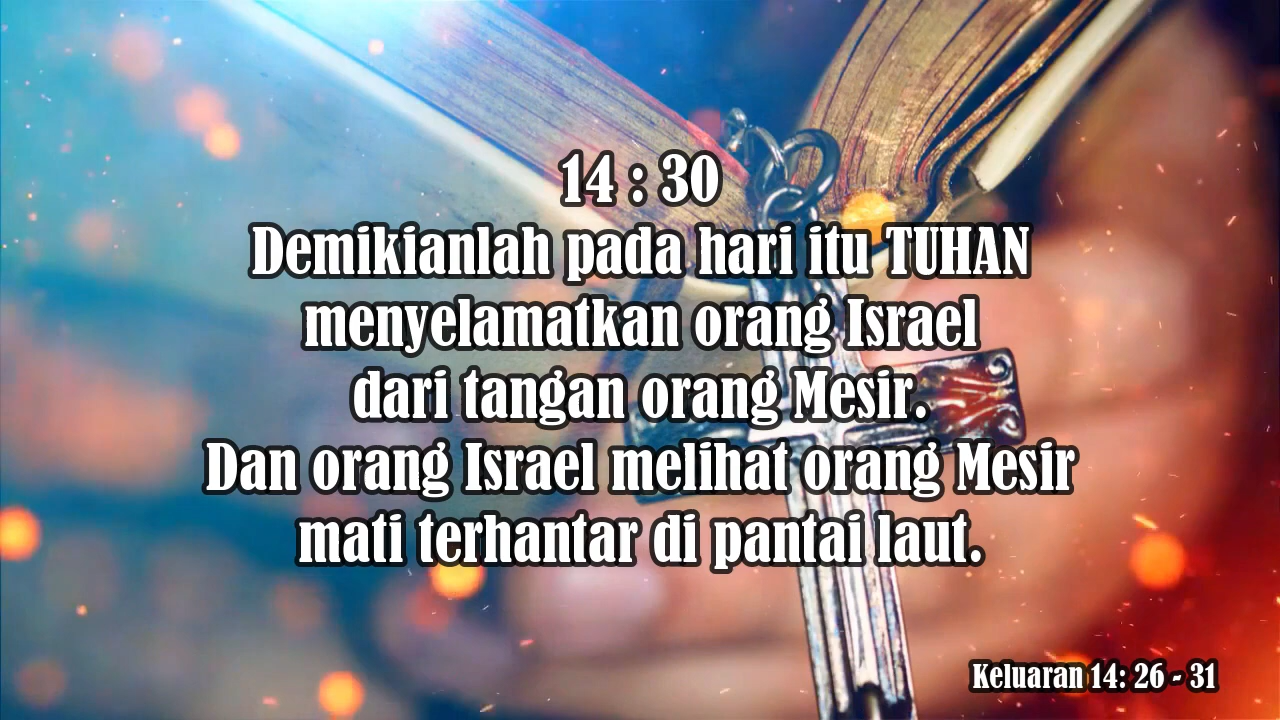 14 : 30
Demikianlah pada hari itu TUHAN
menyelamatkan orang Israel
dari tangan orang Mesir.
Dan orang Israel melihat orang Mesir
mati terhantar di pantai laut.
Keluaran 14: 26 - 31